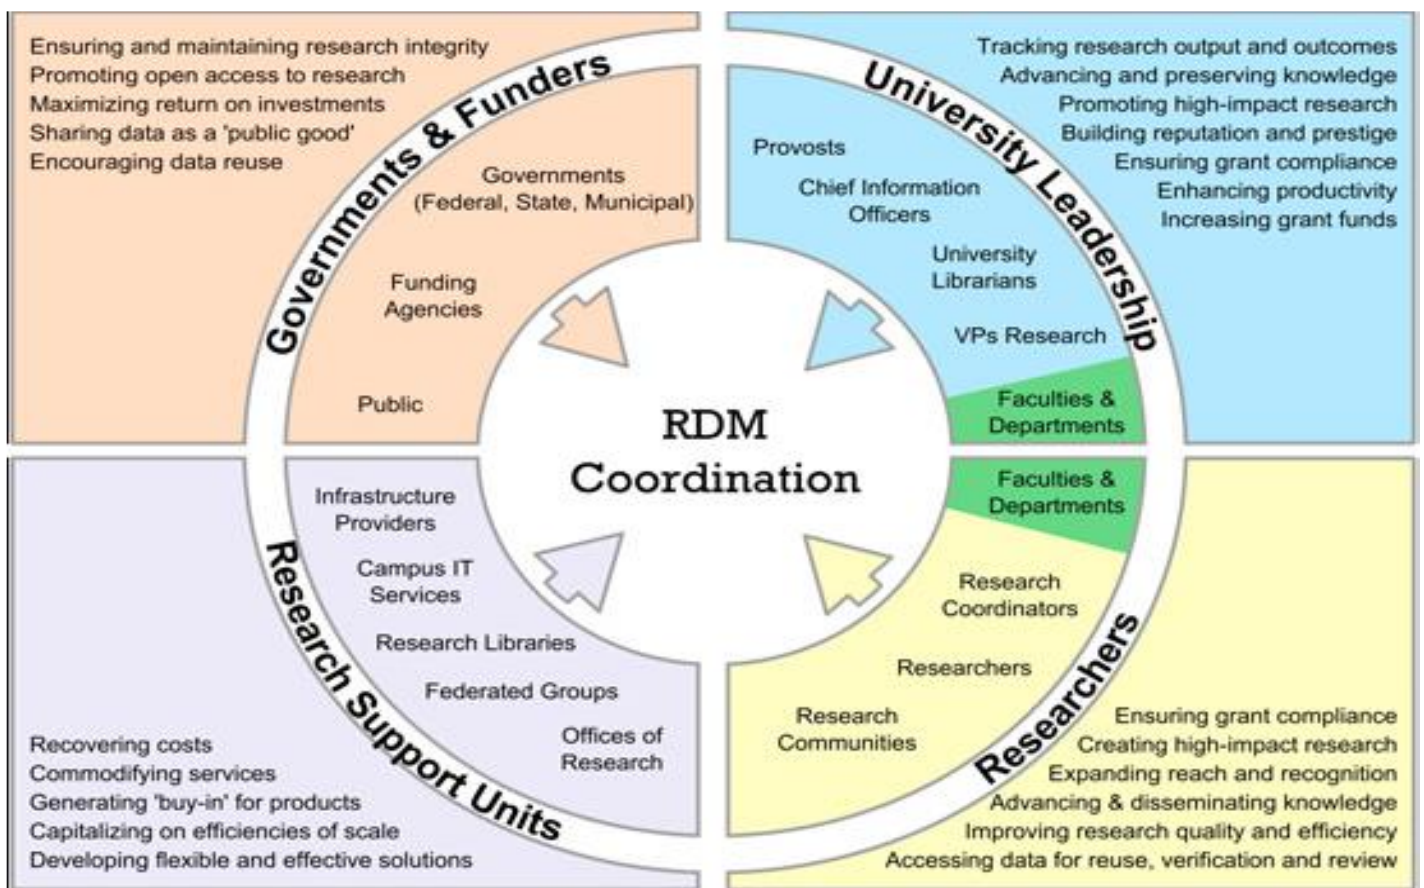 Ensuring and maintaining research integrity
Promoting open access to research
Maximizing return on investments
Sharing data as a 'public good'
Encouraging data reuse
Governments & Funders
Governments
(Federal, State, Municipal)
Funding
Agencies
Public
Tracking research output and outcomes
Advancing and preserving knowledge
Promoting high-impact research
Building reputation and prestige
Ensuring grant compliance
Enhancing productivity
Increasing grant funds
University Leadership
Provosts
Chief Information
Officers
University
Librarians
VPs Research
Faculties &
Departments
RDM
Coordination
Infrastructure
Providers
Campus IT
Services
Research Libraries
Federated Groups
Offices of
Research
Research Support Units
Recovering costs
Commodifying services
Generating 'buy-in' for products
Capitalizing on efficiencies of scale
Developing flexible and effective solutions
Faculties &
Departments
Research
Coordinators
Researchers
Research
Communities
Researchers
Ensuring grant compliance
Creating high-impact research
Expanding reach and recognition
Advancing & disseminating knowledge
Improving research quality and efficiency
Accessing data for reuse, verification and review